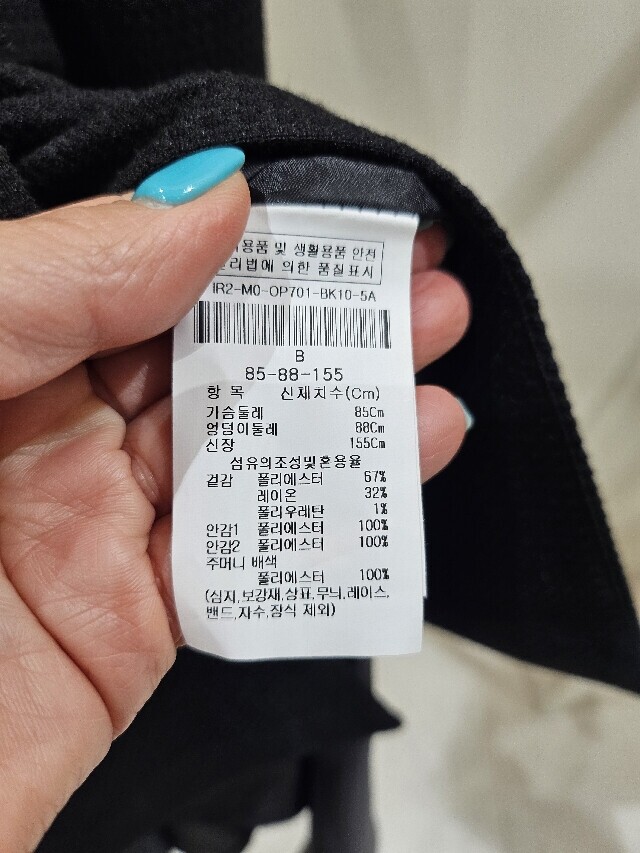 용품 및 생활용품 안전
리법에 의한 품질표시
IR2-M0-OP701-BK10-5A
B
85-88-155
항 목 신체치수(Cm)
가슴둘레 85Cm
엉덩이둘레 88Cm
신장 155Cm
섬유의조성및혼용율
겉감 폴리에스터 67%
레이온 32%
폴리우레탄 1%
안감1 폴리에스터 100%
안감2 폴리에스터 100%
주머니 배색
폴리에스터 100%
(심지,보강재,상표,무늬,레이스,
밴드,자수,장식 제외)